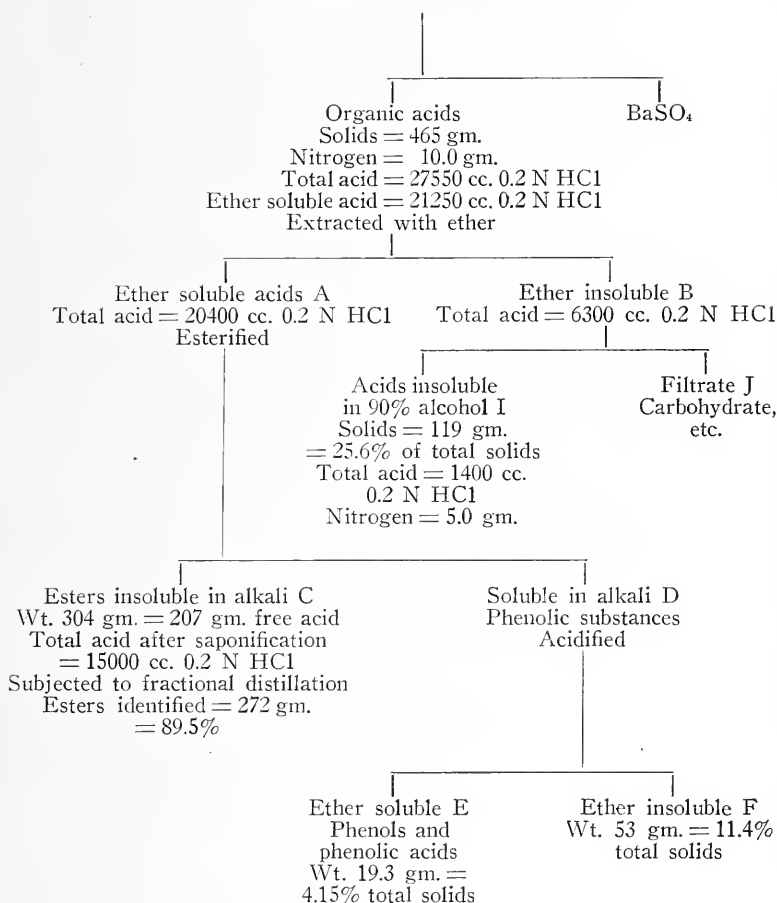 Organic acids
Solids = 465 gm.
Nitrogen = 10.0 gm.
Total acid = 27550 cc. 0.2 N HCl
Ether soluble acid = 21250 cc. 0.2 N HCl
Extracted with ether
BaSO₄
Ether soluble acids A
Total acid = 20400 cc. 0.2 N HCl
Esterified
Ether insoluble B
Total acid = 6300 cc. 0.2 N HCl
Acids insoluble
in 90% alcohol I
Solids = 119 gm.
= 25.6% of total solids
Total acid = 1400 cc.
0.2 N HCl
Nitrogen = 5.0 gm.
Filtrate J
Carbohydrate,
etc.
Esters insoluble in alkali C
Wt. 304 gm. = 207 gm. free acid
Total acid after saponification
= 15000 cc. 0.2 N HCl
Subjected to fractional distillation
Esters identified = 272 gm.
= 89.5%
Soluble in alkali D
Phenolic substances
Acidified
Ether soluble E
Phenols and
phenolic acids
Wt. 19.3 gm. =
4.15% total solids
Ether insoluble F
Wt. 53 gm. = 11.4%
total solids